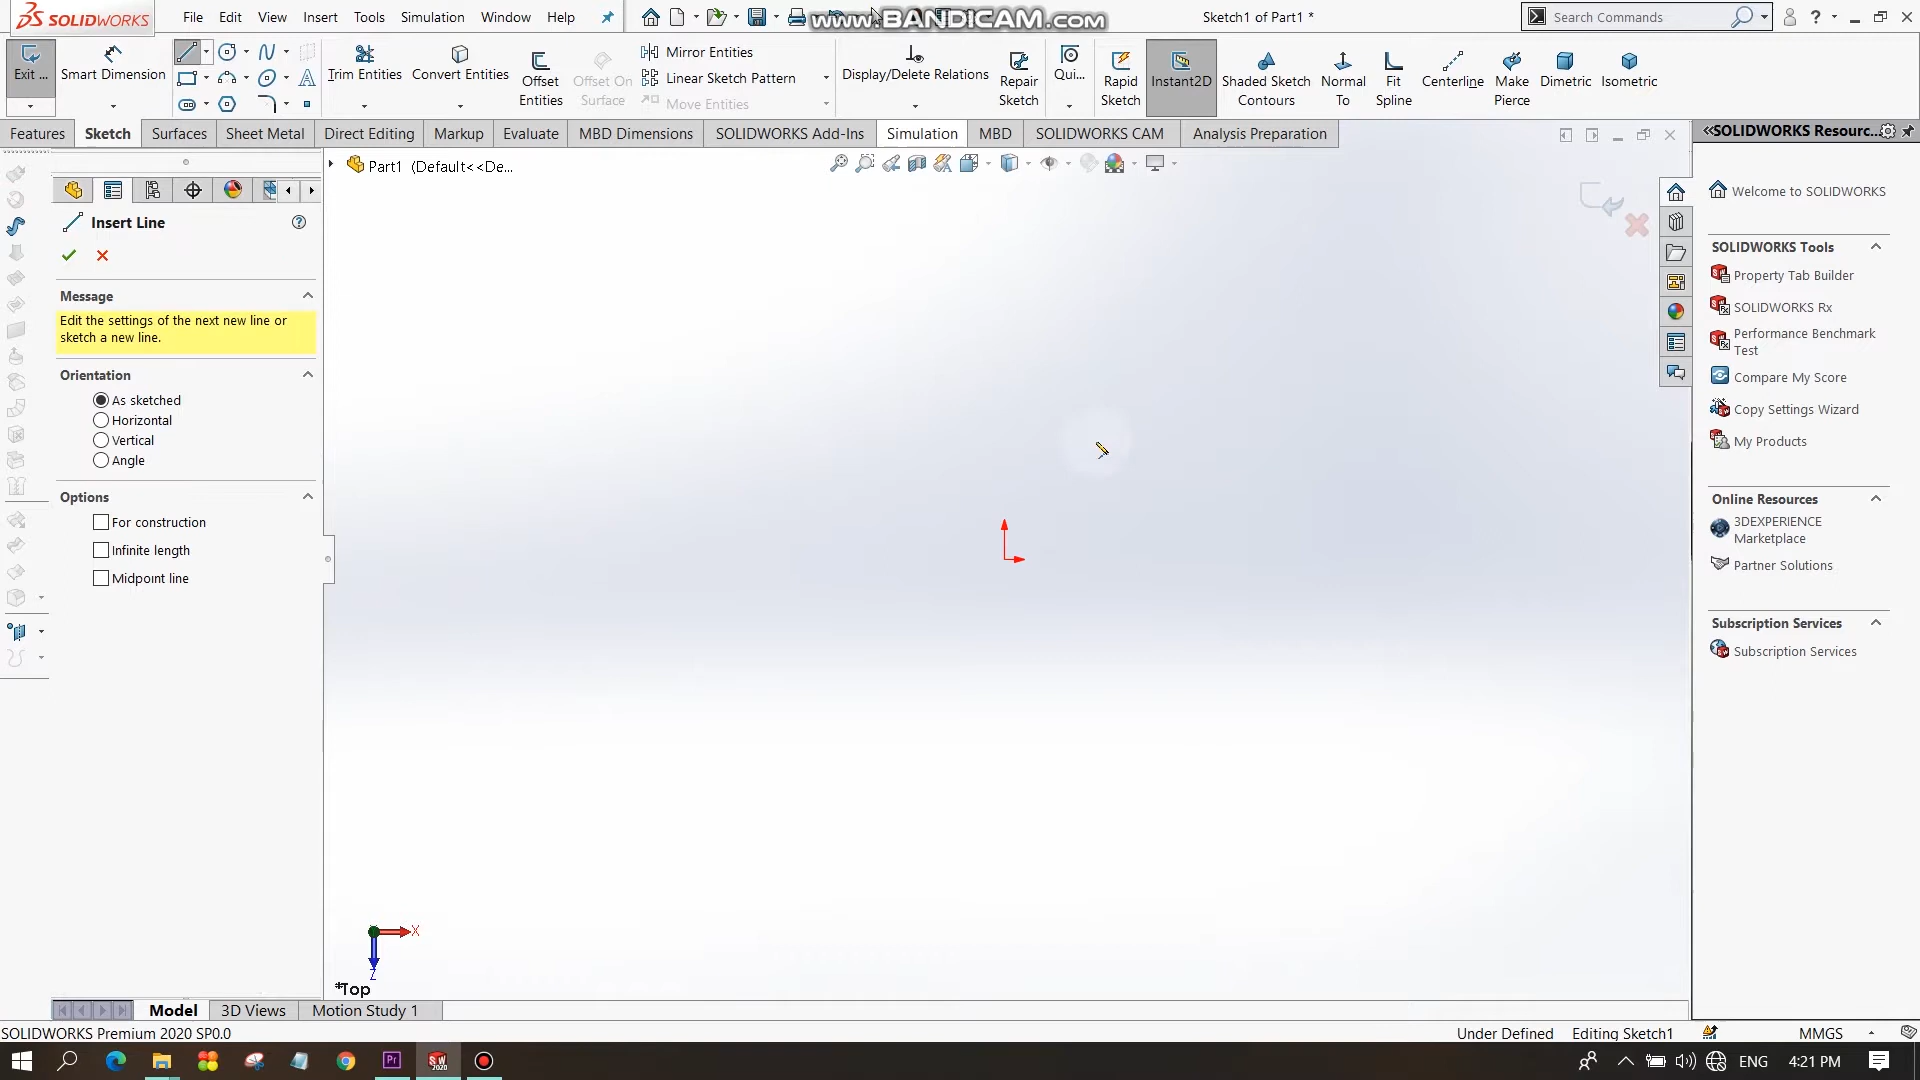 SOLIDWORKS
File Edit View Insert Tools Simulation Window Help
www.BANDICAM.com
Sketch1 of Part1 *
Search Commands
Exit ...
Smart Dimension
Trim Entities
Convert Entities
Offset Entities
Offset On Surface
Mirror Entities
Linear Sketch Pattern
Move Entities
Display/Delete Relations
Repair Sketch
Qui...
Rapid Sketch
Instant2D
Shaded Sketch Contours
Normal To
Fit Spline
Centerline
Make Pierce
Dimetric
Isometric
Features Sketch Surfaces Sheet Metal Direct Editing Markup Evaluate MBD Dimensions SOLIDWORKS Add-Ins Simulation MBD SOLIDWORKS CAM Analysis Preparation
Part1 (Default<<De...
Insert Line
Message
Edit the settings of the next new line or
sketch a new line.
Orientation
As sketched
Horizontal
Vertical
Angle
Options
For construction
Infinite length
Midpoint line
X
Z
*Top
SOLIDWORKS Resourc...
Welcome to SOLIDWORKS
SOLIDWORKS Tools
Property Tab Builder
SOLIDWORKS Rx
Performance Benchmark
Test
Compare My Score
Copy Settings Wizard
My Products
Online Resources
3DEXPERIENCE
Marketplace
Partner Solutions
Subscription Services
Subscription Services
Model 3D Views Motion Study 1
SOLIDWORKS Premium 2020 SP0.0
Under Defined Editing Sketch1 MMGS
Pr
SW
2020
ENG 4:21 PM